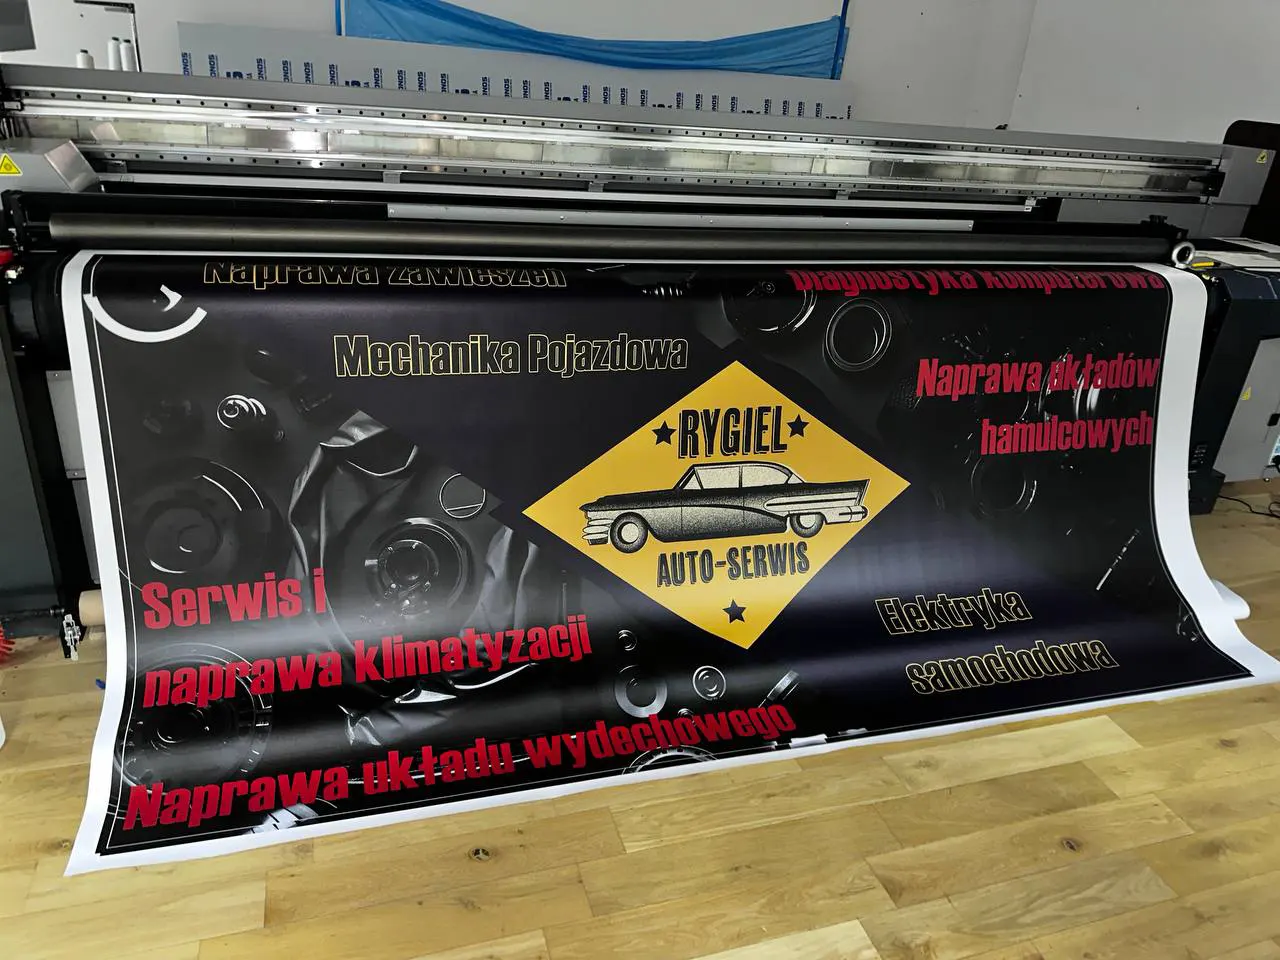 Naprawa zawieszeń
Diagnostyka komputerowa
Mechanika Pojazdowa
Naprawa układów
hamulcowych
RYGIEL
AUTO-SERWIS
Serwis i
naprawa klimatyzacji
Elektryka
samochodowa
Naprawa układu wydechowego